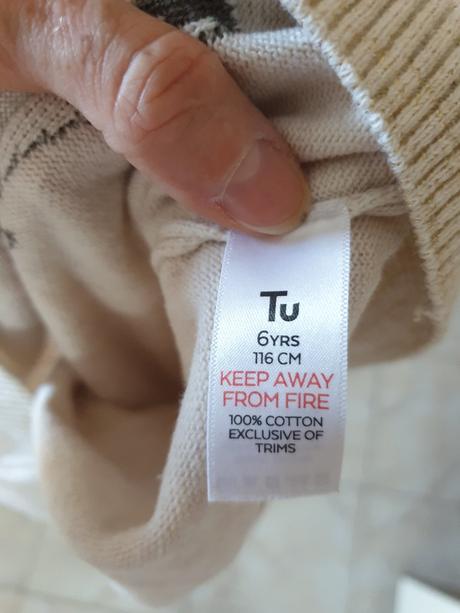 Tu
6YRS
116 CM
KEEP AWAY
FROM FIRE
100% COTTON
EXCLUSIVE OF
TRIMS